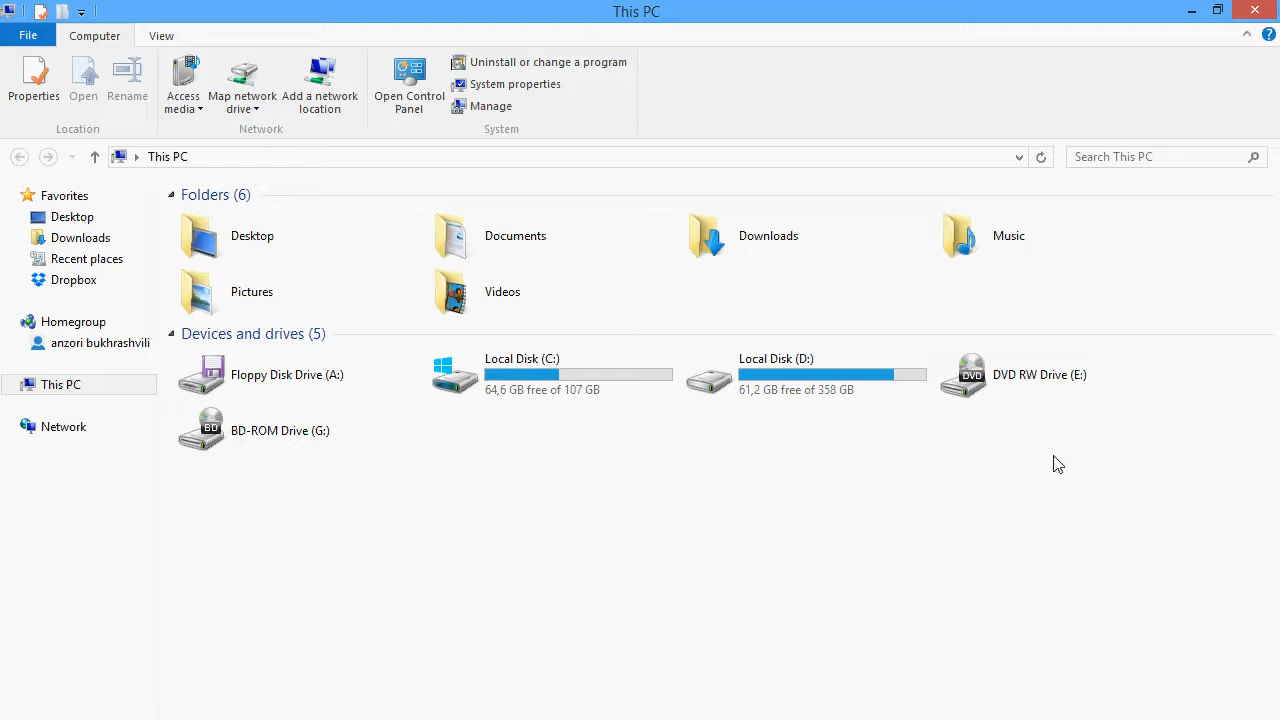 This PC
File
Computer
View
Properties
Open
Rename
Access media
Map network drive
Add a network location
Open Control Panel
Uninstall or change a program
System properties
Manage
Location
Network
System
This PC
Search This PC
Favorites
Desktop
Downloads
Recent places
Dropbox
Homegroup
anzori bukhrashvili
This PC
Network
Folders (6)
Desktop
Documents
Downloads
Music
Pictures
Videos
Devices and drives (5)
Floppy Disk Drive (A:)
Local Disk (C:)
64,6 GB free of 107 GB
Local Disk (D:)
61,2 GB free of 358 GB
DVD
DVD RW Drive (E:)
BD
BD-ROM Drive (G:)